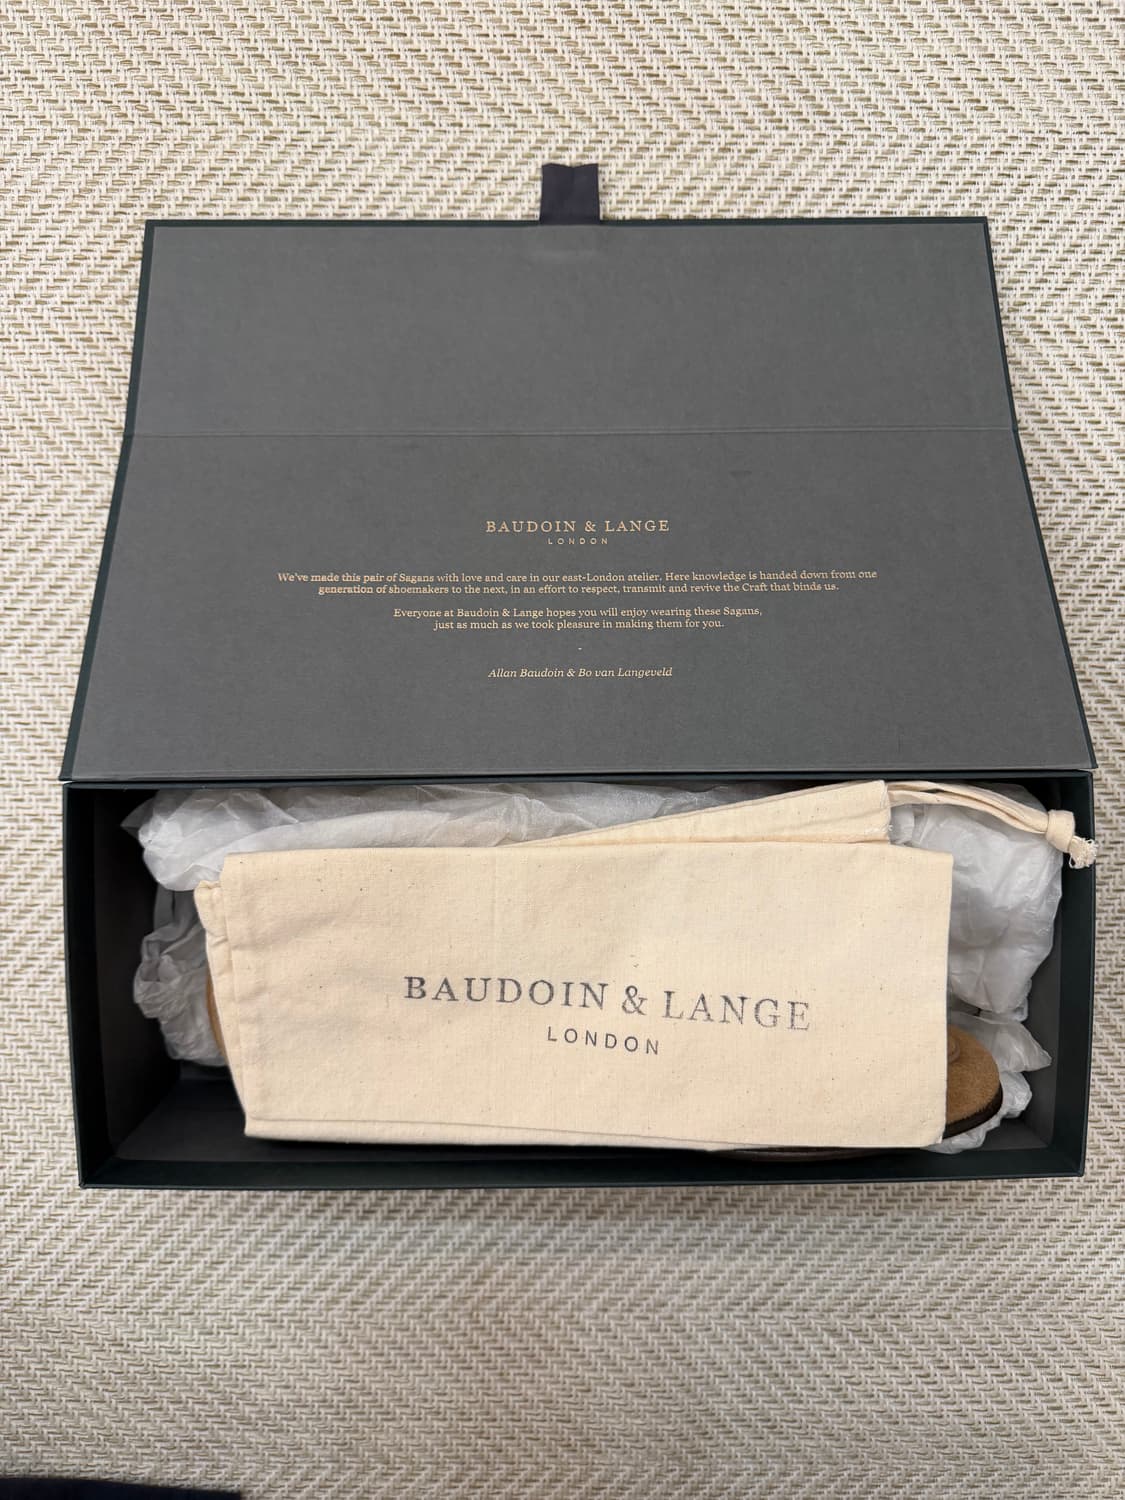 BAUDOIN & LANGE
LONDON
We've made this pair of Sagans with love and care in our east-London atelier. Here knowledge is handed down from one
generation of shoemakers to the next, in an effort to respect, transmit and revive the Craft that binds us.
Everyone at Baudoin & Lange hopes you will enjoy wearing these Sagans,
just as much as we took pleasure in making them for you.
-
Allan Baudoin & Bo van Langeveld
BAUDOIN & LANGE
LONDON